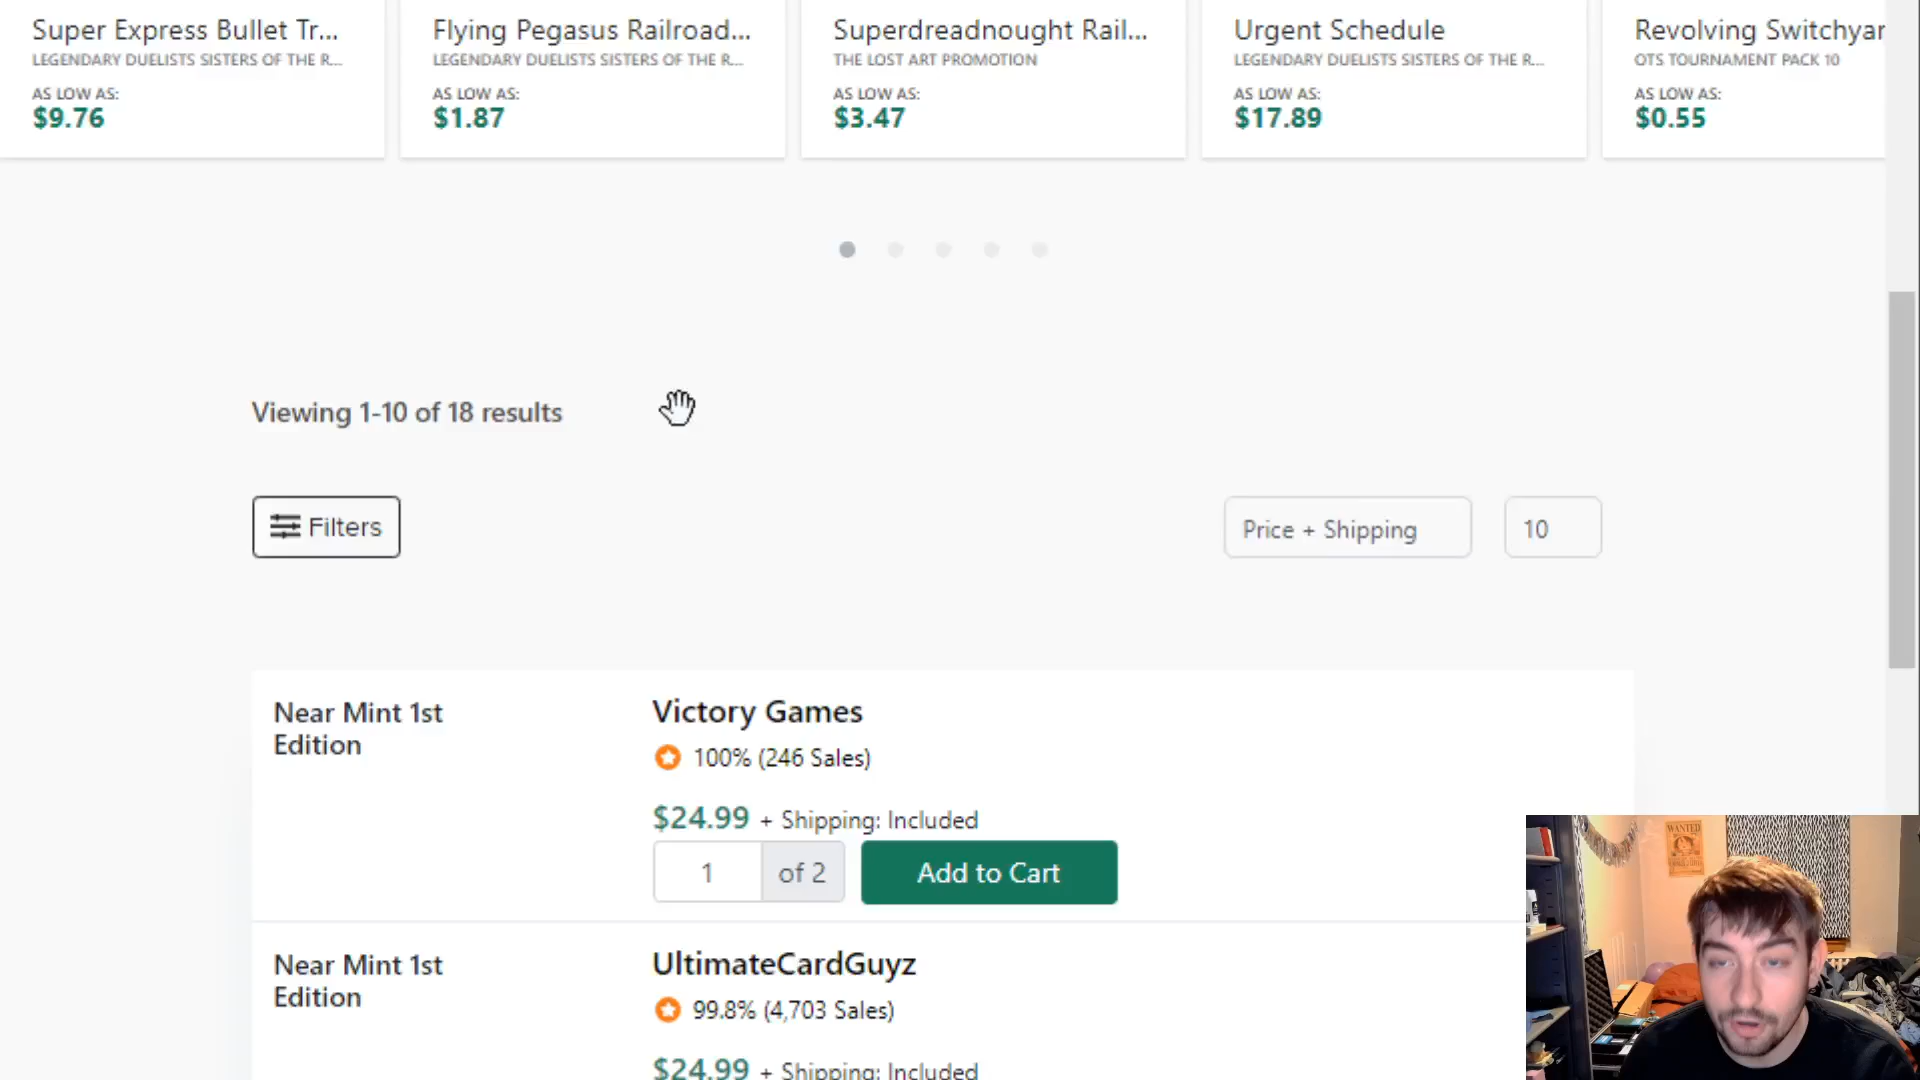 Super Express Bullet Tr...
LEGENDARY DUELISTS SISTERS OF THE R...
AS LOW AS:
$9.76
Flying Pegasus Railroad...
LEGENDARY DUELISTS SISTERS OF THE R...
AS LOW AS:
$1.87
Superdreadnought Rail...
THE LOST ART PROMOTION
AS LOW AS:
$3.47
Urgent Schedule
LEGENDARY DUELISTS SISTERS OF THE R...
AS LOW AS:
$17.89
Revolving Switchyar
OTS TOURNAMENT PACK 10
AS LOW AS:
$0.55
Viewing 1-10 of 18 results
Filters
Price + Shipping
10
Near Mint 1st
Edition
Victory Games
100% (246 Sales)
$24.99 + Shipping: Included
1 of 2
Add to Cart
Near Mint 1st
Edition
UltimateCardGuyz
99.8% (4,703 Sales)
$24.99 + Shipping: Included
WANTED